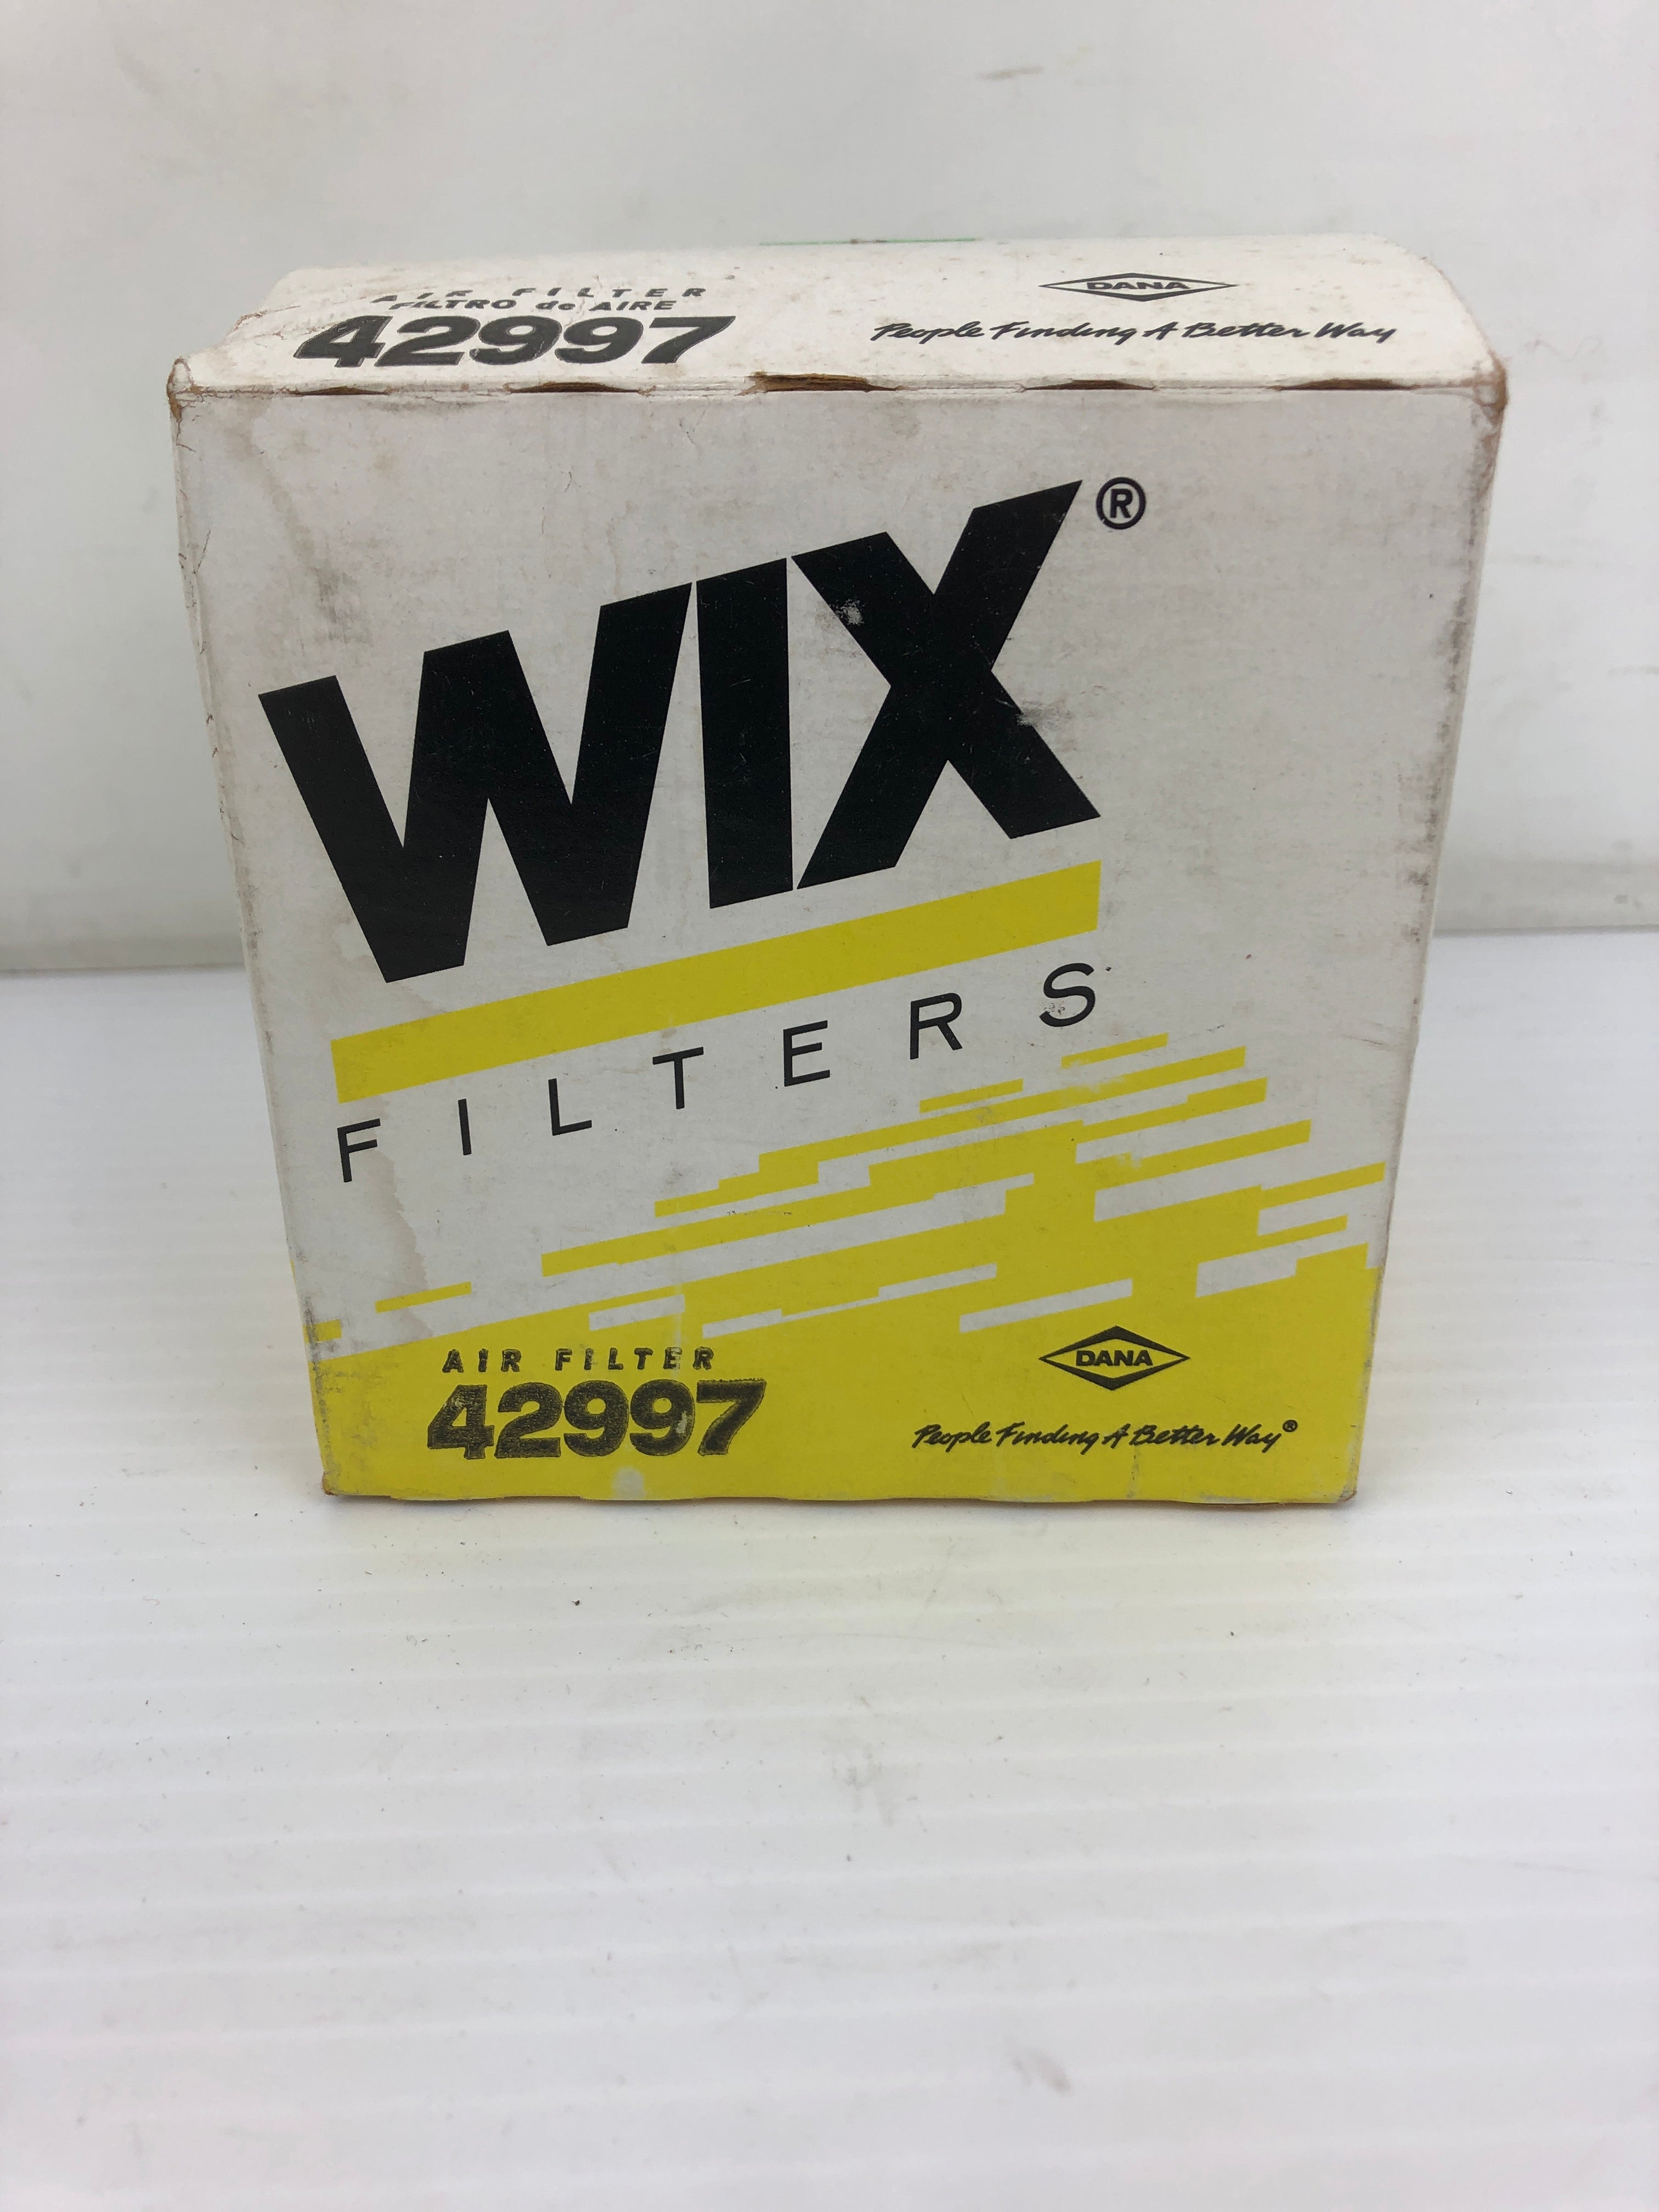 AIR FILTER
FILTRO de AIRE
42997
DANA
People Finding A Better Way
WIX®
FILTERS
AIR FILTER
42997
DANA
People Finding A Better Way®